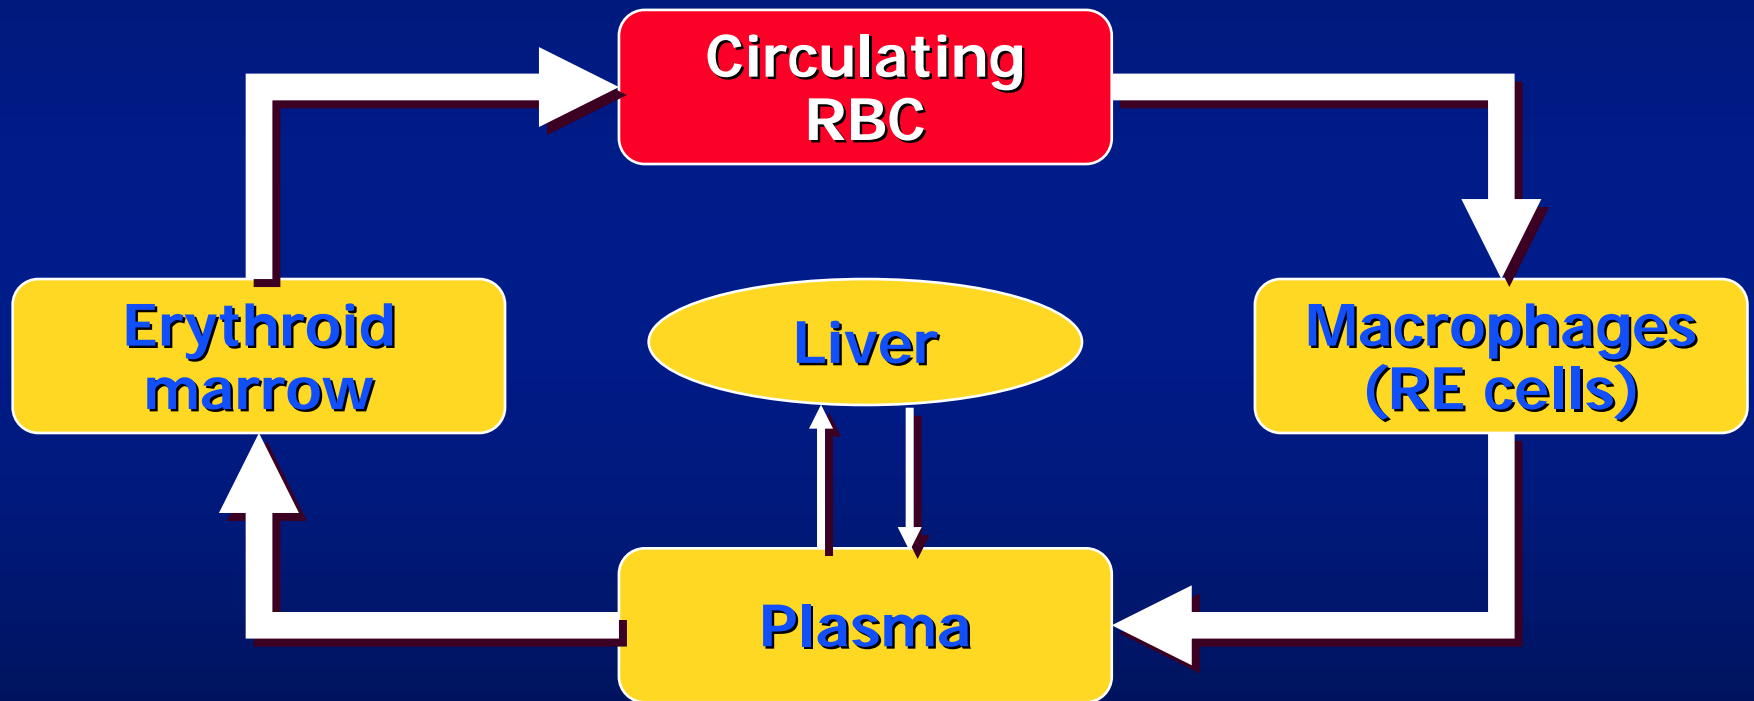 Circulating
RBC
Erythroid
marrow
Liver
Macrophages
(RE cells)
Plasma